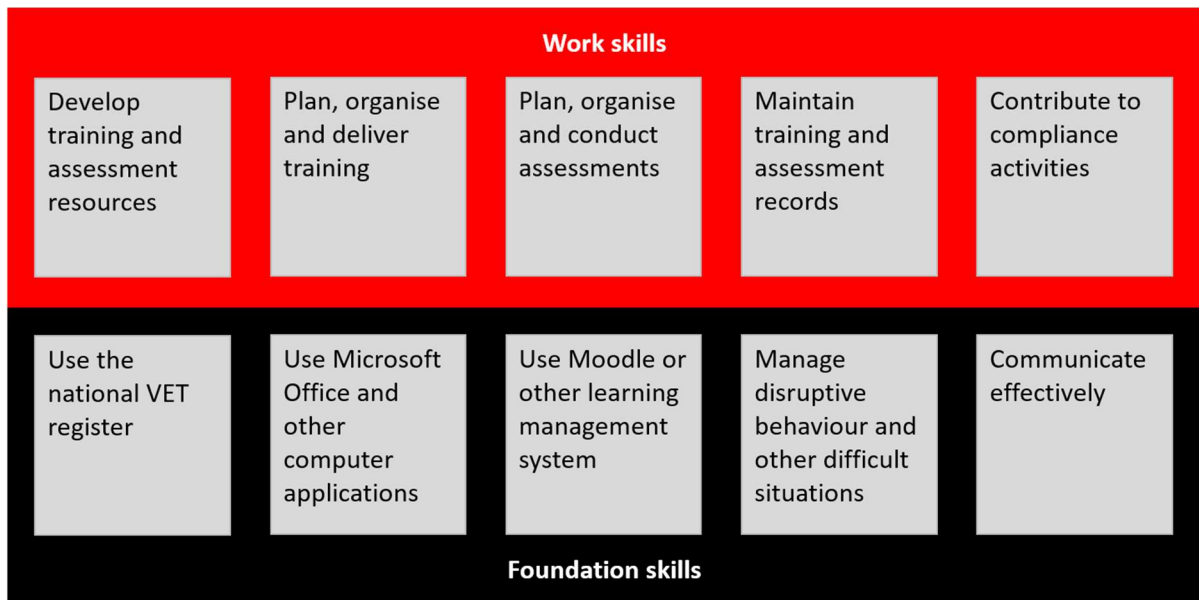 Work skills
Develop
training and
assessment
resources
Plan, organise
and deliver
training
Plan, organise
and conduct
assessments
Maintain
training and
assessment
records
Contribute to
compliance
activities
Use the
national VET
register
Use Microsoft
Office and
other
computer
applications
Use Moodle or
other learning
management
system
Manage
disruptive
behaviour and
other difficult
situations
Communicate
effectively
Foundation skills